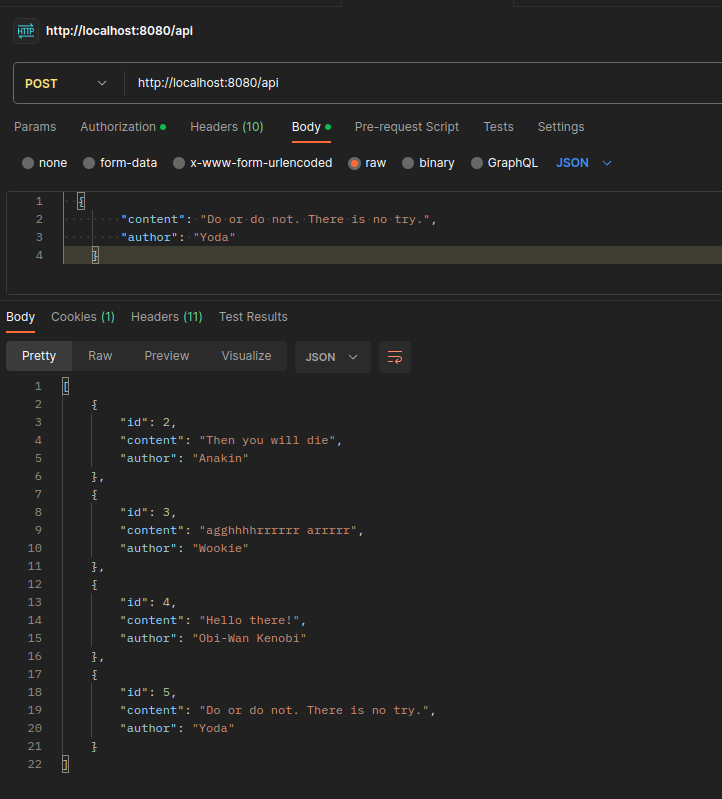 HTTP http://localhost:8080/api
POST http://localhost:8080/api
Params Authorization Headers (10) Body Pre-request Script Tests Settings
none form-data x-www-form-urlencoded raw binary GraphQL JSON
1 {
2 "content": "Do or do not. There is no try.",
3 "author": "Yoda"
4 }
Body Cookies (1) Headers (11) Test Results
Pretty Raw Preview Visualize JSON
1 [
2 {
3 "id": 2,
4 "content": "Then you will die",
5 "author": "Anakin"
6 },
7 {
8 "id": 3,
9 "content": "agghhhhrrrrrr arrrrr",
10 "author": "Wookie"
11 },
12 {
13 "id": 4,
14 "content": "Hello there!",
15 "author": "Obi-Wan Kenobi"
16 },
17 {
18 "id": 5,
19 "content": "Do or do not. There is no try.",
20 "author": "Yoda"
21 }
22 ]